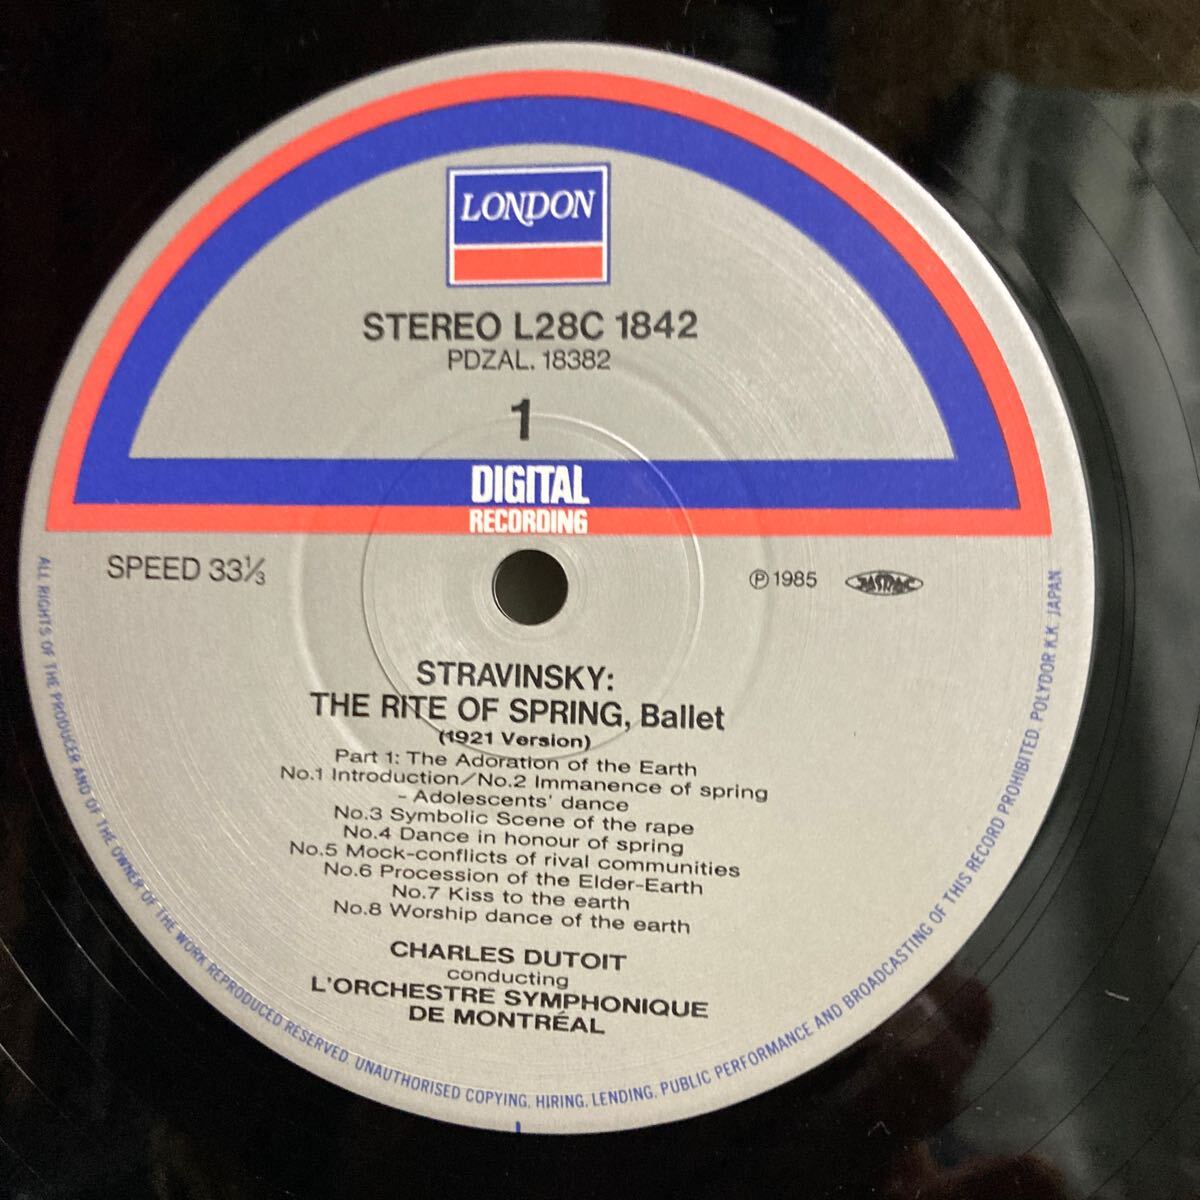 LONDON
STEREO L28C 1842
PDZAL. 18382
1
DIGITAL
RECORDING
SPEED 33⅓
Ⓟ 1985
JASRAC
STRAVINSKY:
THE RITE OF SPRING, Ballet
(1921 Version)
Part 1: The Adoration of the Earth
No.1 Introduction/No.2 Immanence of spring
- Adolescents' dance
No.3 Symbolic Scene of the rape
No.4 Dance in honour of spring
No.5 Mock-conflicts of rival communities
No.6 Procession of the Elder-Earth
No.7 Kiss to the earth
No.8 Worship dance of the earth
CHARLES DUTOIT
conducting
L'ORCHESTRE SYMPHONIQUE
DE MONTRÉAL
ALL RIGHTS OF THE PRODUCER AND OF THE OWNER OF THE WORK REPRODUCED RESERVED. UNAUTHORISED COPYING, HIRING, LENDING, PUBLIC PERFORMANCE AND BROADCASTING OF THIS RECORD PROHIBITED. POLYDOR K.K. JAPAN